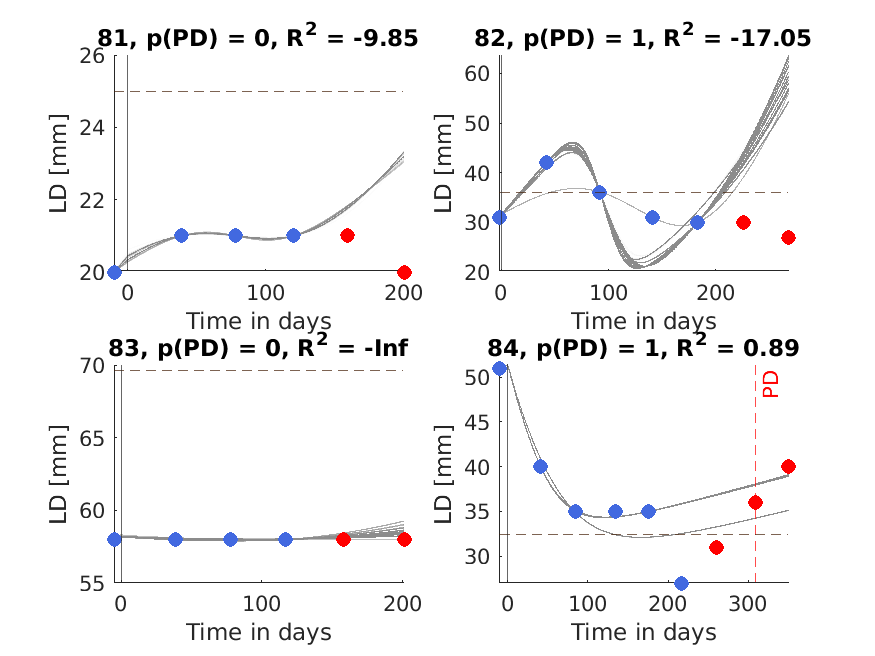 81, p(PD) = 0, R² = -9.85
26
24
22
20
LD [mm]
0
100
200
Time in days
82, p(PD) = 1, R² = -17.05
60
50
40
30
20
LD [mm]
0
100
200
Time in days
83, p(PD) = 0, R² = -Inf
70
65
60
55
LD [mm]
0
100
200
Time in days
84, p(PD) = 1, R² = 0.89
50
45
40
35
30
LD [mm]
PD
0
100
200
300
Time in days